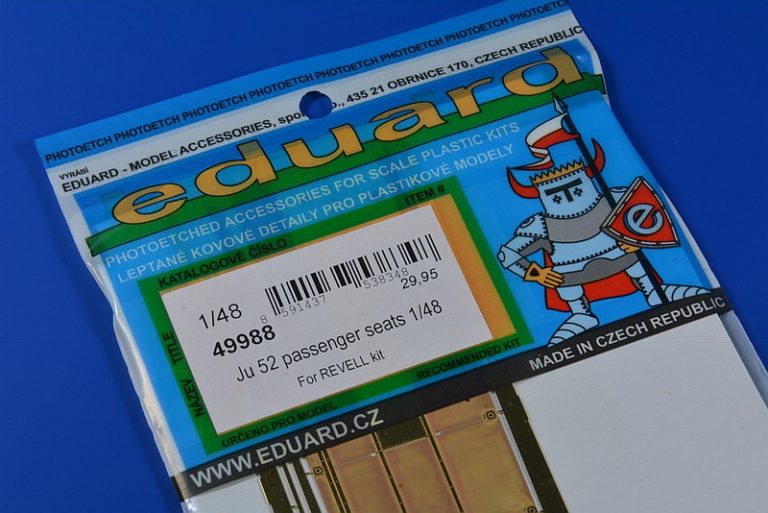 PHOTOETCH PHOTOETCH PHOTOETCH PHOTOETCH PHOTOETCH PHOTOETCH PHOTOETCH PHOTOETCH
VYRÁBÍ
EDUARD - MODEL ACCESSORIES, spol. 435 21 OBRNICE 170, CZECH REPUBLIC
eduard
PHOTOETCHED ACCESSORIES FOR SCALE PLASTIC KITS
LEPTANÉ KOVOVÉ DETAILY PRO PLASTIKOVÉ MODELY
KATALOGOVÉ ČÍSLO
ITEM #
1/48
8 591437 538348
29,95
49988
Ju 52 passenger seats 1/48
For REVELL kit
NÁZEV TITLE
URČENO PRO MODEL
RECOMMENDED KIT
e
WWW.EDUARD.CZ
MADE IN CZECH REPUBLIC